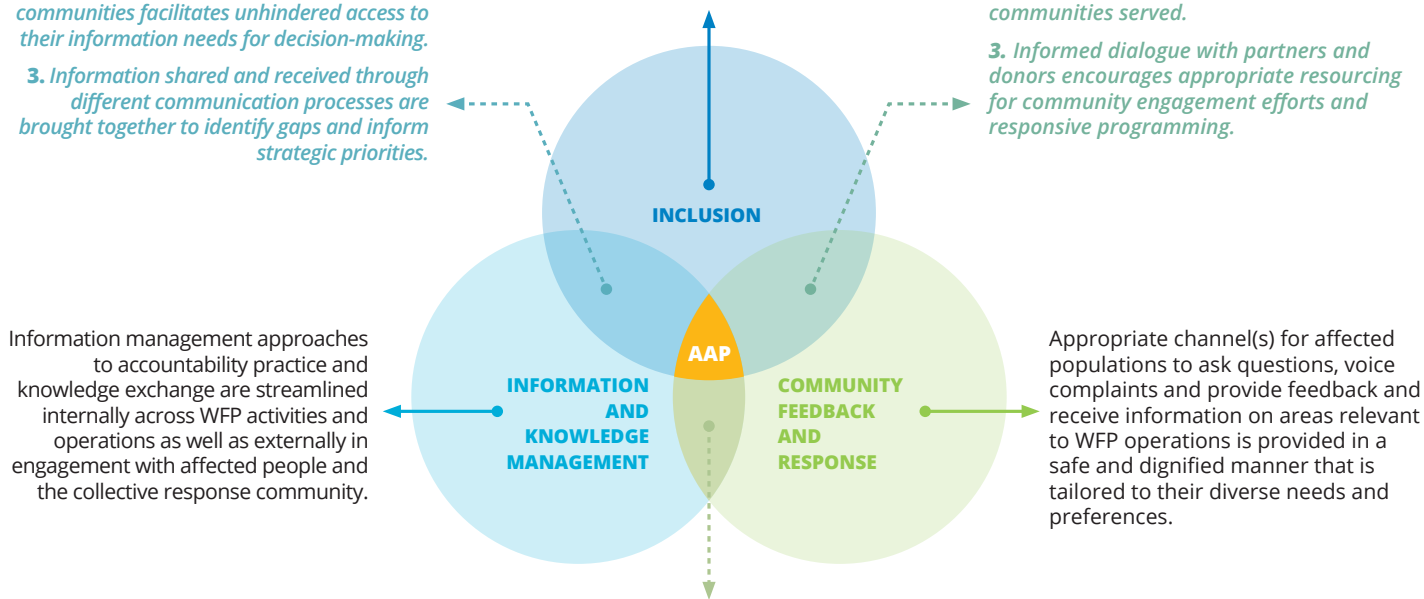 communities facilitates unhindered access to
their information needs for decision-making.
3. Information shared and received through
different communication processes are
brought together to identify gaps and inform
strategic priorities.
communities served.
3. Informed dialogue with partners and
donors encourages appropriate resourcing
for community engagement efforts and
responsive programming.
INCLUSION
Information management approaches
to accountability practice and
knowledge exchange are streamlined
internally across WFP activities and
operations as well as externally in
engagement with affected people and
the collective response community.
INFORMATION
AND
KNOWLEDGE
MANAGEMENT
AAP
COMMUNITY
FEEDBACK
AND
RESPONSE
Appropriate channel(s) for affected
populations to ask questions, voice
complaints and provide feedback and
receive information on areas relevant
to WFP operations is provided in a
safe and dignified manner that is
tailored to their diverse needs and
preferences.